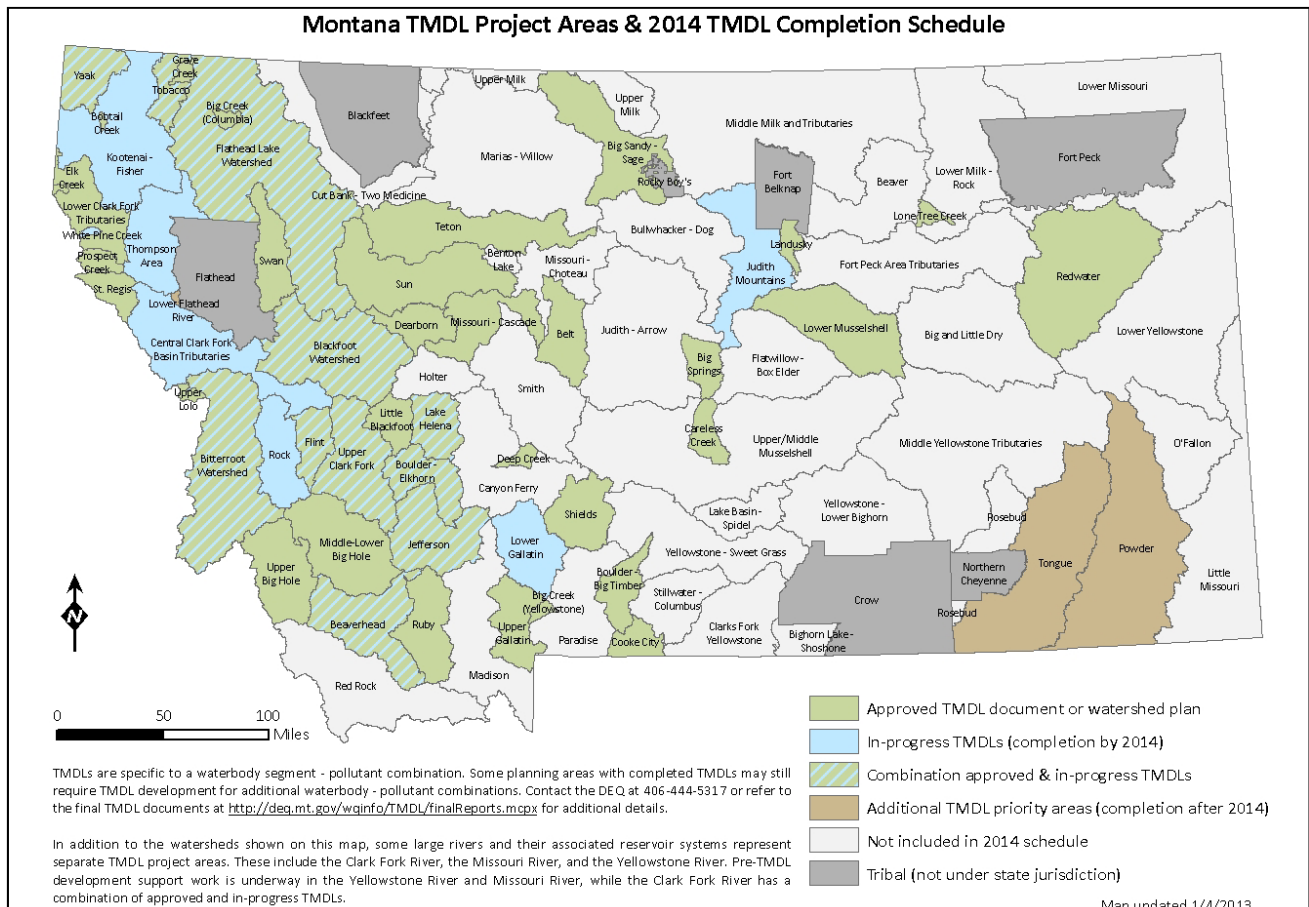 Montana TMDL Project Areas & 2014 TMDL Completion Schedule
Yaak
Grave
Creek
Tobacco
Big Creek
(Columbia)
Bobtail
Creek
Kootenai -
Fisher
Flathead Lake
Watershed
Blackfeet
Upper Milk
Upper
Milk
Marias - Willow
Big Sandy -
Sage
Rocky Boy's
Middle Milk and Tributaries
Fort
Belknap
Beaver
Lower Milk -
Rock
Lower Missouri
Fort Peck
Lone Tree Creek
Elk
Creek
Lower Clark Fork
Tributaries
White Pine Creek
Prospect
Creek
St. Regis
Thompson
Area
Flathead
Lower Flathead
River
Swan
Cut Bank - Two Medicine
Teton
Sun
Benton
Lake
Missouri -
Choteau
Bullwhacker - Dog
Landusky
Judith
Mountains
Fort Peck Area Tributaries
Redwater
Central Clark Fork
Basin Tributaries
Blackfoot
Watershed
Dearborn
Missouri - Cascade
Belt
Judith - Arrow
Lower Musselshell
Big and Little Dry
Lower Yellowstone
Big
Springs
Flatwillow -
Box Elder
Holter
Smith
Upper
Lolo
Bitterroot
Watershed
Rock
Flint
Upper
Clark Fork
Little
Blackfoot
Lake
Helena
Boulder -
Elkhorn
Deep Creek
Canyon Ferry
Careless
Creek
Upper/Middle
Musselshell
Middle Yellowstone Tributaries
O'Fallon
Upper
Big Hole
Middle-Lower
Big Hole
Jefferson
Lower
Gallatin
Shields
Lake Basin -
Spidel
Yellowstone -
Lower Bighorn
Rosebud
Yellowstone - Sweet Grass
Northern
Cheyenne
Tongue
Powder
Little
Missouri
Beaverhead
Ruby
Big Creek
(Yellowstone)
Boulder -
Big Timber
Stillwater -
Columbus
Crow
Rosebud
Upper
Gallatin
Paradise
Cooke City
Clarks Fork
Yellowstone
Bighorn Lake -
Shoshone
Red Rock
Madison
N
0 50 100
Miles
Approved TMDL document or watershed plan
In-progress TMDLs (completion by 2014)
Combination approved & in-progress TMDLs
Additional TMDL priority areas (completion after 2014)
Not included in 2014 schedule
Tribal (not under state jurisdiction)
TMDLs are specific to a waterbody segment - pollutant combination. Some planning areas with completed TMDLs may still
require TMDL development for additional waterbody - pollutant combinations. Contact the DEQ at 406-444-5317 or refer to
the final TMDL documents at http://deq.mt.gov/wqinfo/TMDL/finalReports.mcpx for additional details.
In addition to the watersheds shown on this map, some large rivers and their associated reservoir systems represent
separate TMDL project areas. These include the Clark Fork River, the Missouri River, and the Yellowstone River. Pre-TMDL
development support work is underway in the Yellowstone River and Missouri River, while the Clark Fork River has a
combination of approved and in-progress TMDLs.
Map updated 1/4/2013